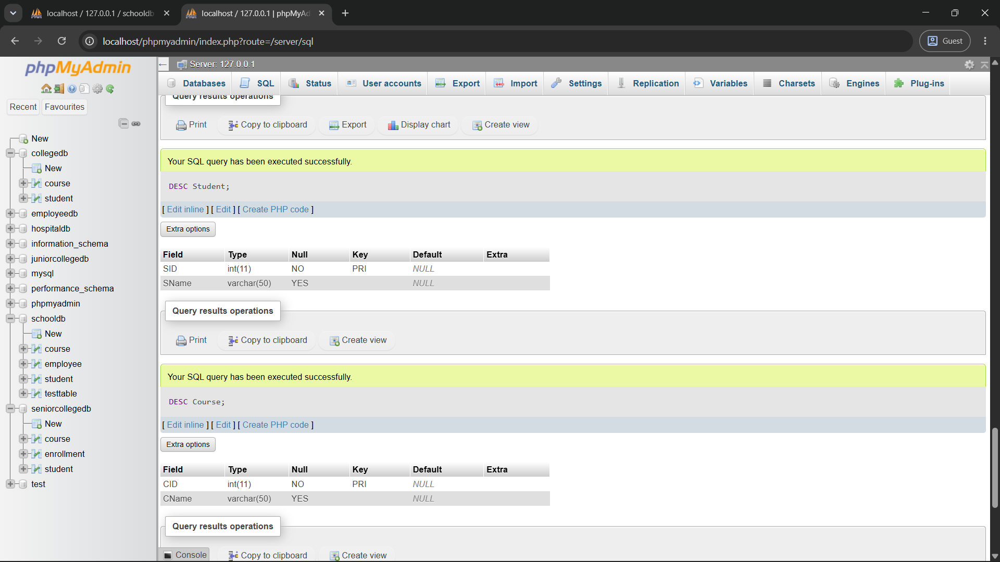 localhost / 127.0.0.1 / schooldb
localhost / 127.0.0.1 | phpMyAd
localhost/phpmyadmin/index.php?route=/server/sql
Guest
phpMyAdmin
Recent
Favourites
New
collegedb
New
course
student
employeedb
hospitaldb
information_schema
juniorcollegedb
mysql
performance_schema
phpmyadmin
schooldb
New
course
employee
student
testtable
seniorcollegedb
New
course
enrollment
student
test
Server: 127.0.0.1
Databases SQL Status User accounts Export Import Settings Replication Variables Charsets Engines Plug-ins
Query results operations
Print Copy to clipboard Export Display chart Create view
Your SQL query has been executed successfully.
DESC Student;
[ Edit inline ] [ Edit ] [ Create PHP code ]
Extra options
Field Type Null Key Default Extra
SID int(11) NO PRI NULL
SName varchar(50) YES NULL
Query results operations
Print Copy to clipboard Create view
Your SQL query has been executed successfully.
DESC Course;
[ Edit inline ] [ Edit ] [ Create PHP code ]
Extra options
Field Type Null Key Default Extra
CID int(11) NO PRI NULL
CName varchar(50) YES NULL
Query results operations
Console Copy to clipboard Create view